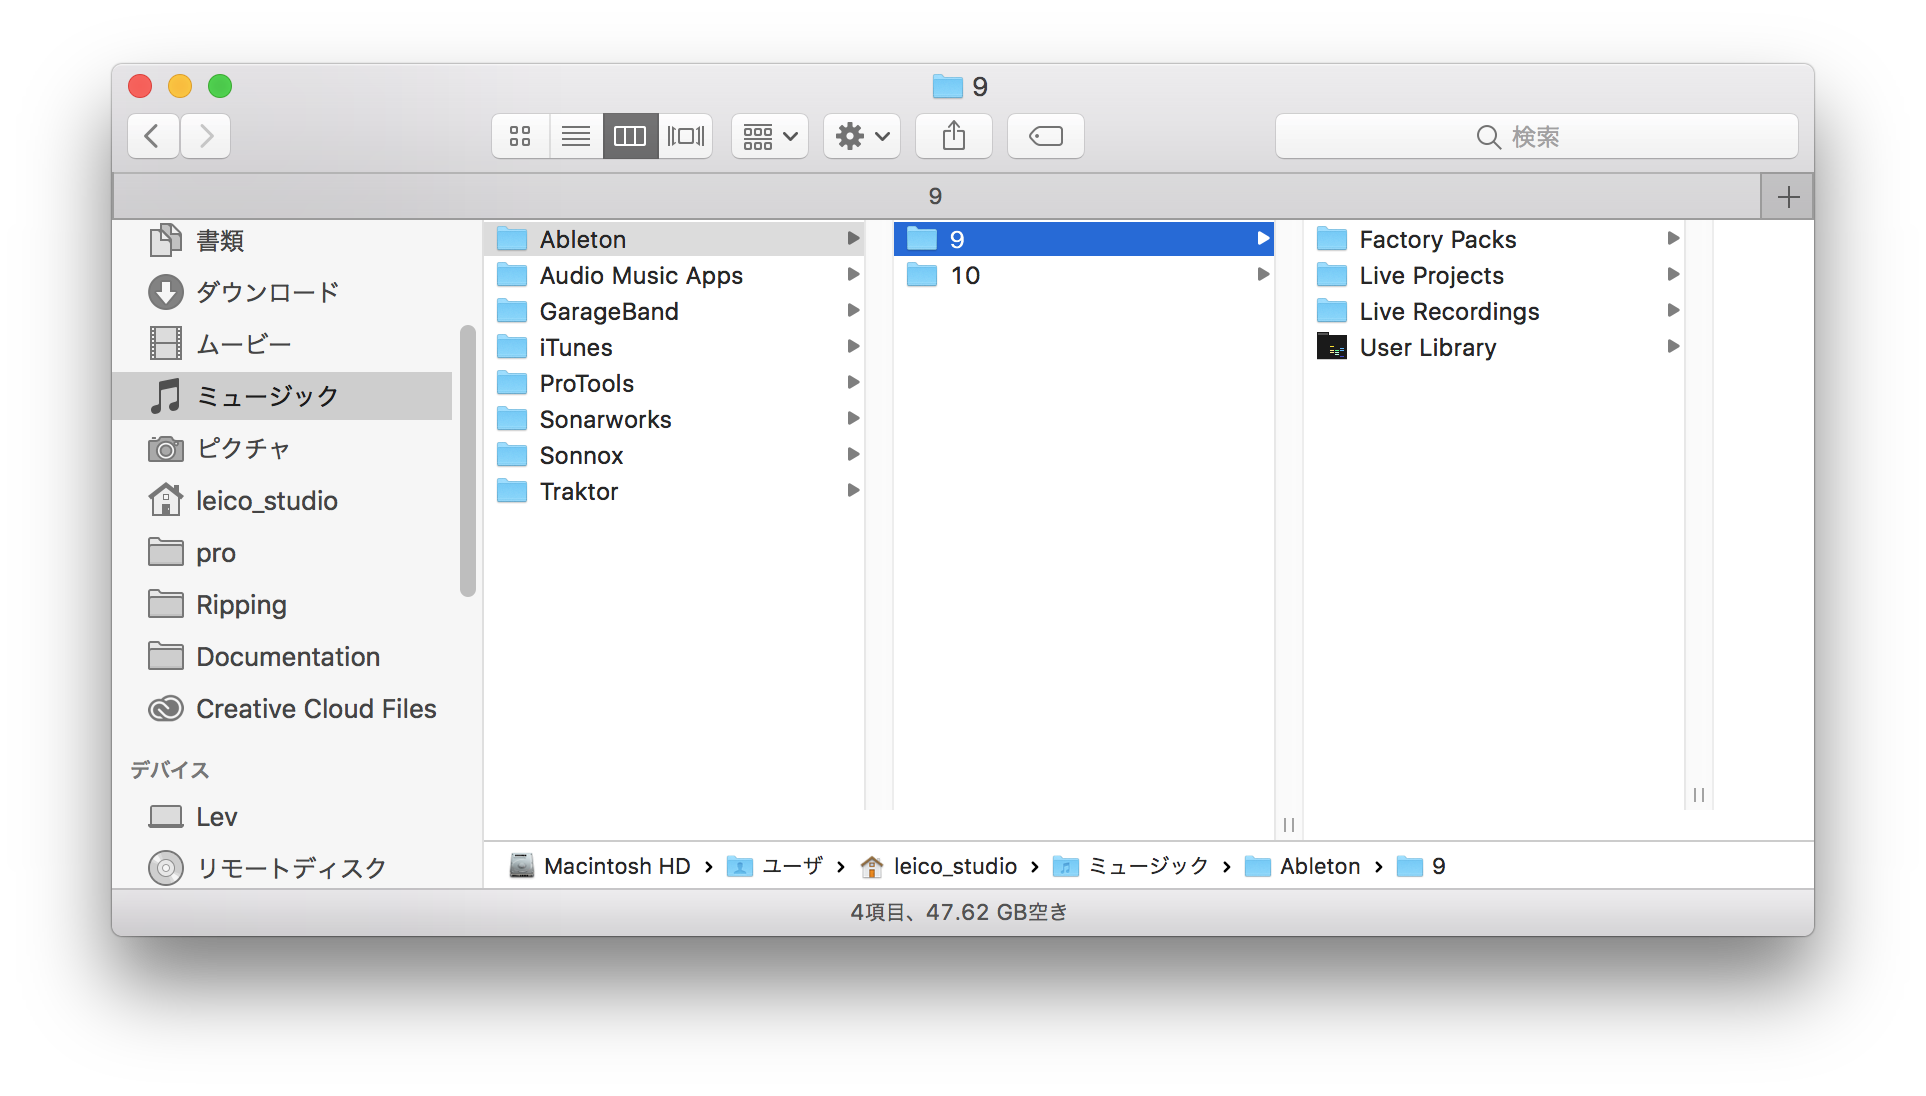 9
検索
9
書類
ダウンロード
ムービー
ミュージック
ピクチャ
leico_studio
pro
Ripping
Documentation
Creative Cloud Files
デバイス
Lev
リモートディスク
Ableton
Audio Music Apps
GarageBand
iTunes
ProTools
Sonarworks
Sonnox
Traktor
9
10
Factory Packs
Live Projects
Live Recordings
User Library
Macintosh HD › ユーザ › leico_studio › ミュージック › Ableton › 9
4項目、47.62 GB空き